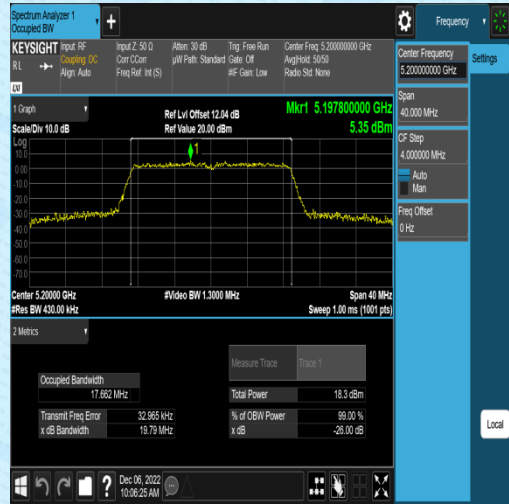 Spectrum Analyzer 1
Occupied BW
Frequency
KEYSIGHT
R L
Input: RF
Coupling: DC
Align: Auto
Input Z: 50 Ω
Corr CCorr
Freq Ref: Int (S)
Atten: 30 dB
µW Path: Standard
Trig: Free Run
Gate: Off
#IF Gain: Low
Center Freq: 5.200000000 GHz
Avg|Hold: 50/50
Radio Std: None
Center Frequency
5.200000000 GHz
Settings
Span
40.000 MHz
CF Step
4.000000 MHz
Auto
Man
Freq Offset
0 Hz
1 Graph
Scale/Div 10.0 dB
Ref Lvl Offset 12.04 dB
Ref Value 20.00 dBm
Mkr1 5.197800000 GHz
5.35 dBm
Log
10.0
0.00
-10.0
-20.0
-30.0
-40.0
-50.0
-60.0
-70.0
1
Center 5.20000 GHz
#Res BW 430.00 kHz
#Video BW 1.3000 MHz
Span 40 MHz
Sweep 1.00 ms (1001 pts)
2 Metrics
Measure Trace
Trace 1
Occupied Bandwidth
17.662 MHz
Total Power
18.3 dBm
Transmit Freq Error
32.965 kHz
% of OBW Power
99.00 %
x dB Bandwidth
19.79 MHz
x dB
-26.00 dB
Local
?
Dec 06, 2022
10:06:25 AM